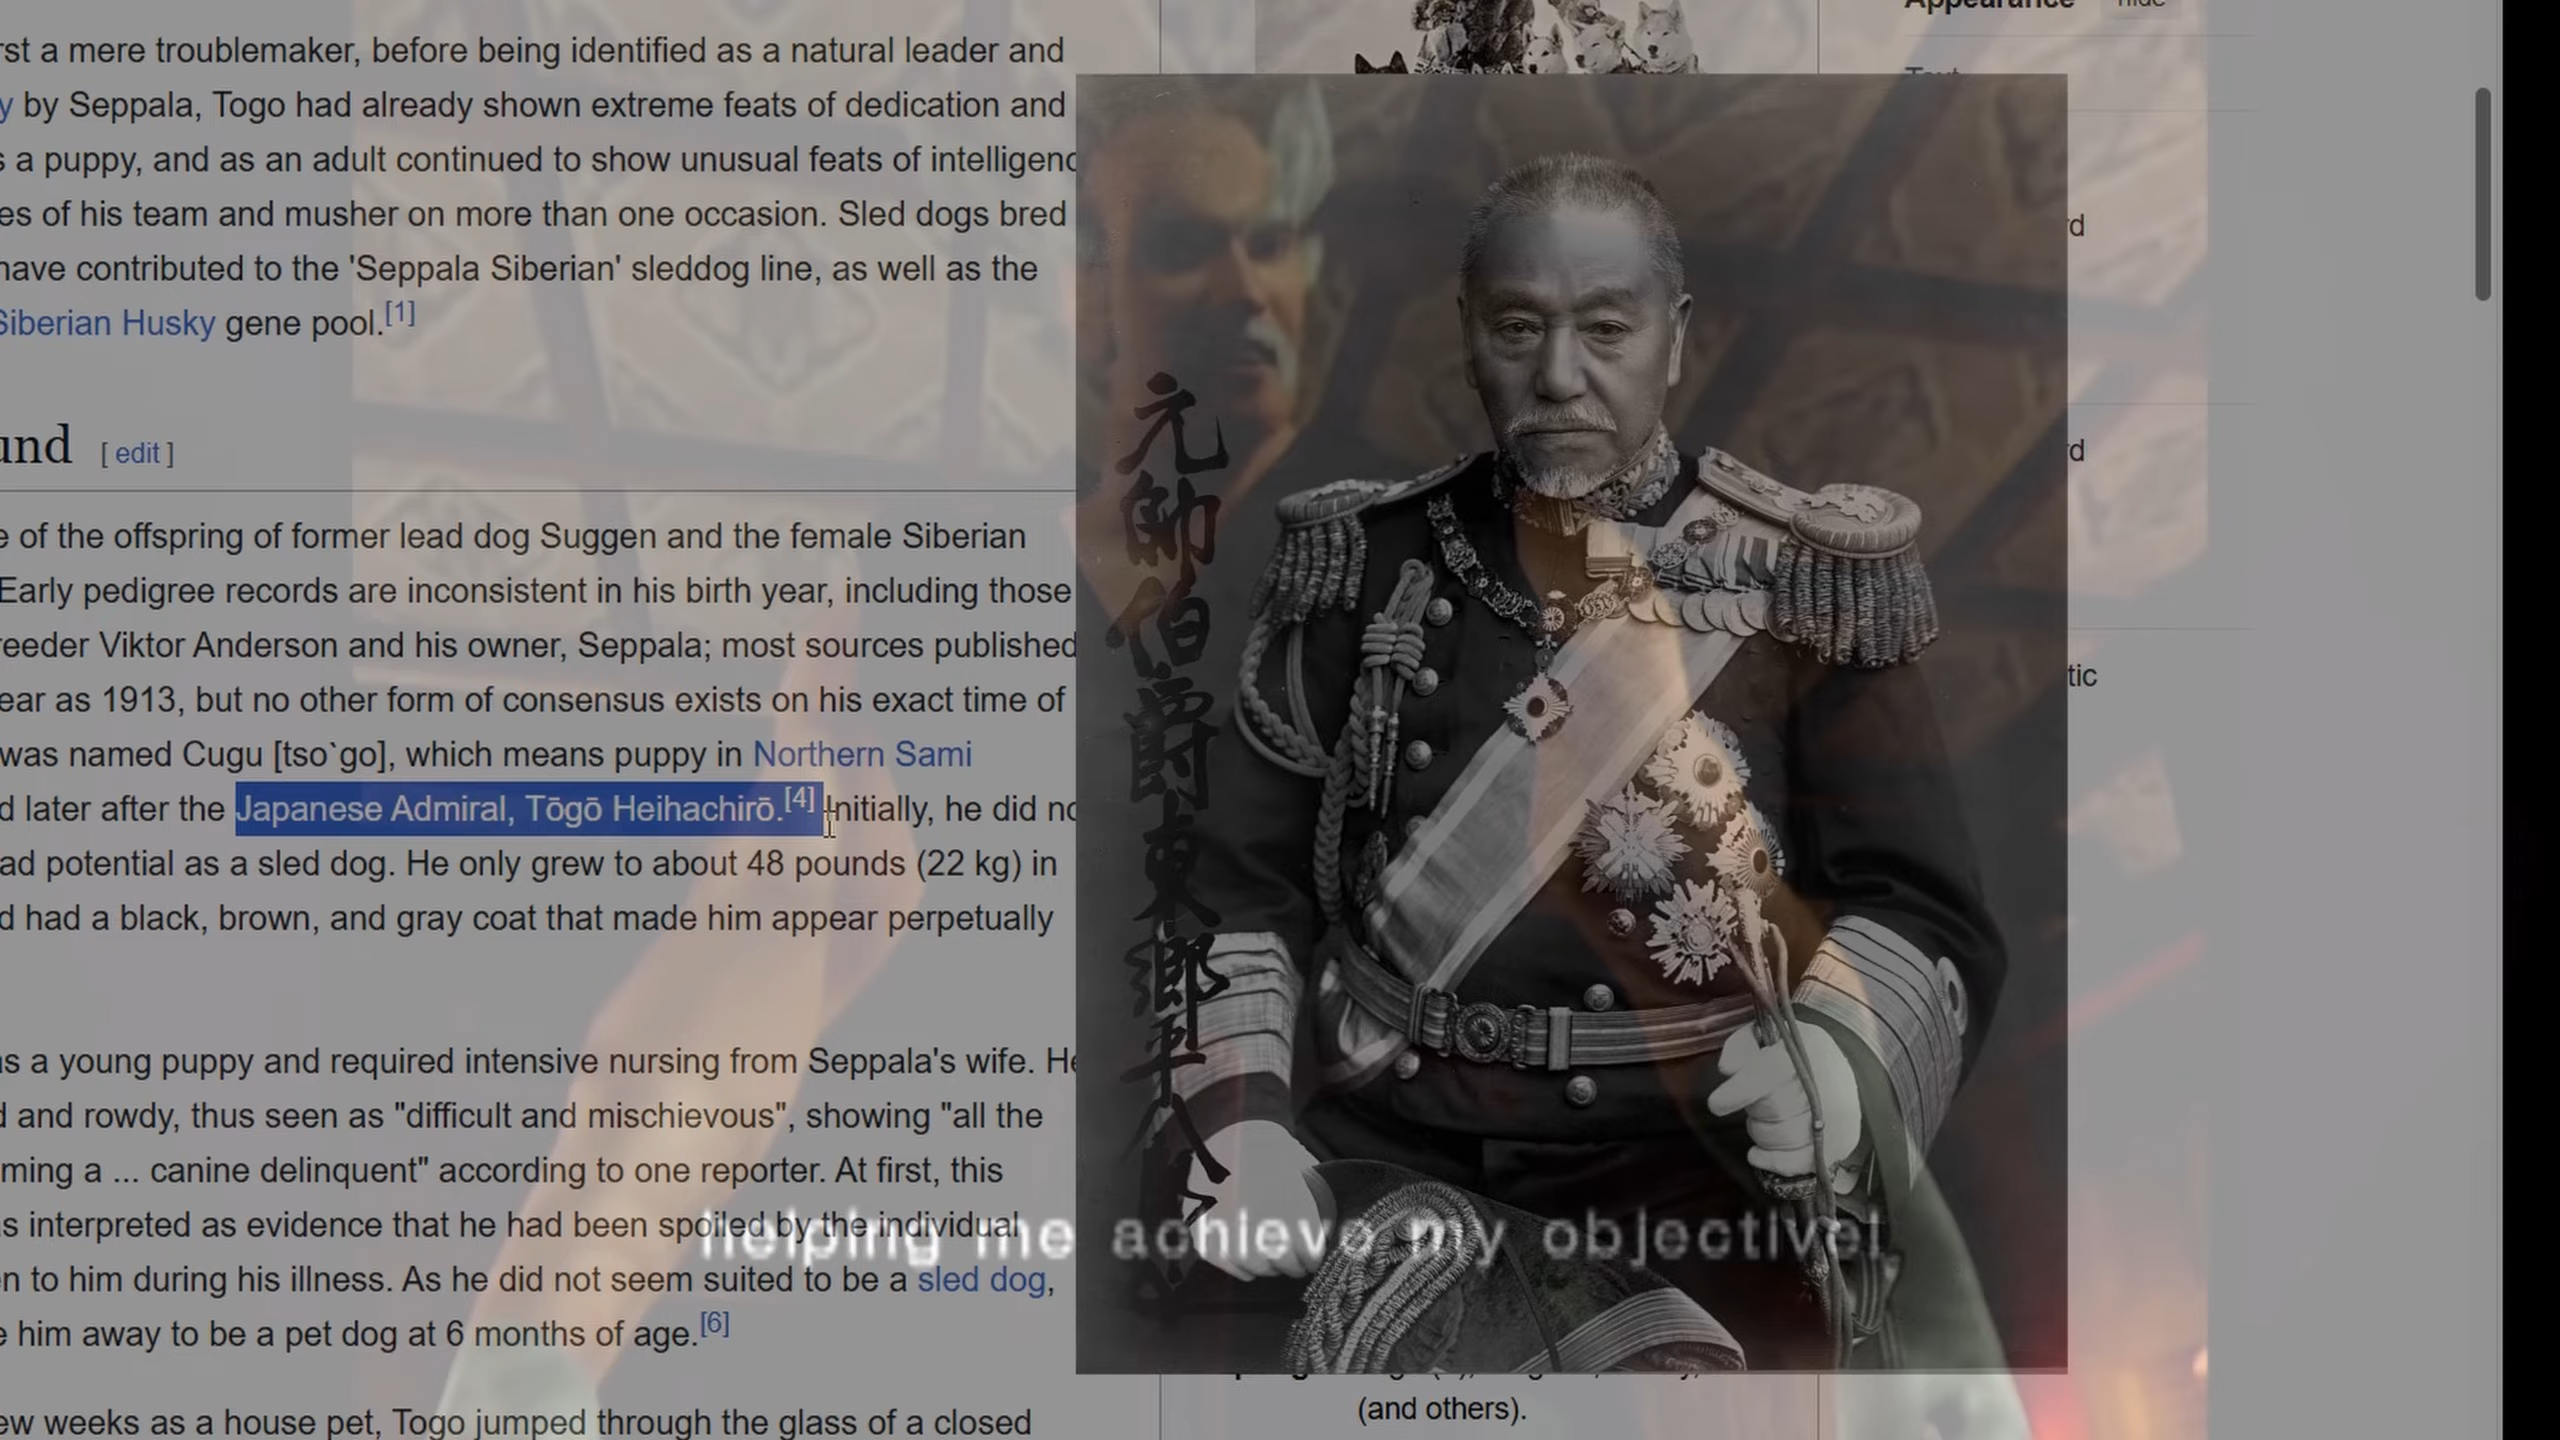 rst a mere troublemaker, before being identified as a natural leader and
y by Seppala, Togo had already shown extreme feats of dedication and
s a puppy, and as an adult continued to show unusual feats of intelligenc
es of his team and musher on more than one occasion. Sled dogs bred
have contributed to the 'Seppala Siberian' sleddog line, as well as the
Siberian Husky gene pool.[1]
und [ edit ]
e of the offspring of former lead dog Suggen and the female Siberian
Early pedigree records are inconsistent in his birth year, including those
reeder Viktor Anderson and his owner, Seppala; most sources published
ear as 1913, but no other form of consensus exists on his exact time of
was named Cugu [tso`go], which means puppy in Northern Sami
d later after the Japanese Admiral, Tōgō Heihachirō.[4] Initially, he did no
ad potential as a sled dog. He only grew to about 48 pounds (22 kg) in
d had a black, brown, and gray coat that made him appear perpetually
as a young puppy and required intensive nursing from Seppala's wife. He
d and rowdy, thus seen as "difficult and mischievous", showing "all the
ming a ... canine delinquent" according to one reporter. At first, this
as interpreted as evidence that he had been spoiled by the individual
en to him during his illness. As he did not seem suited to be a sled dog,
e him away to be a pet dog at 6 months of age.[6]
ew weeks as a house pet, Togo jumped through the glass of a closed
元帥伯爵東郷平八郎
helping me achieve my objective!
Appearance hide
Text
rd
rd
tic
(and others).